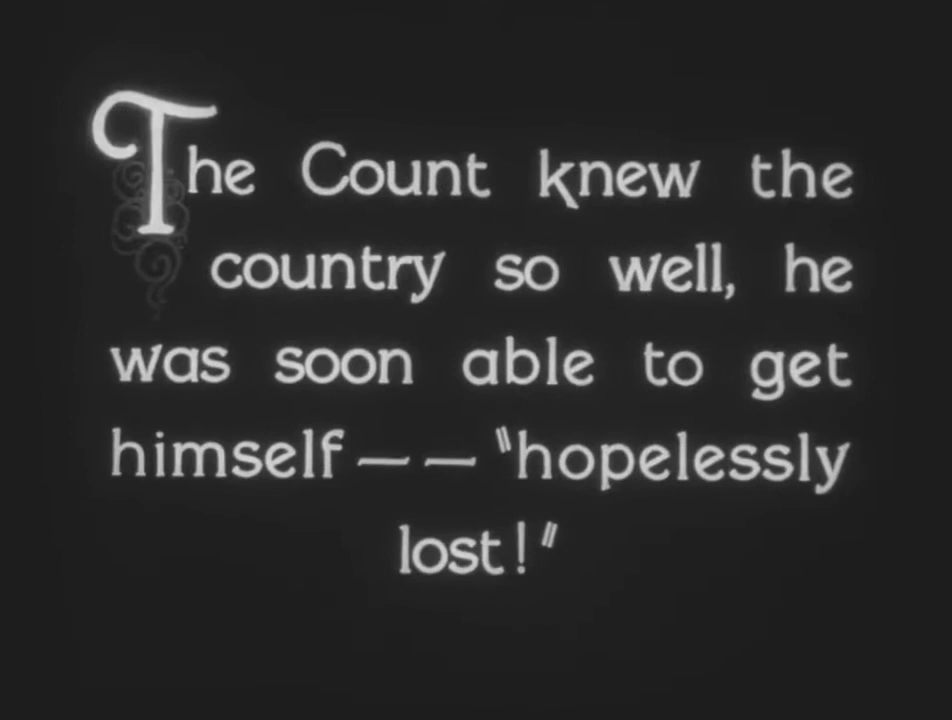 The Count knew the
country so well, he
was soon able to get
himself — — "hopelessly
lost!"